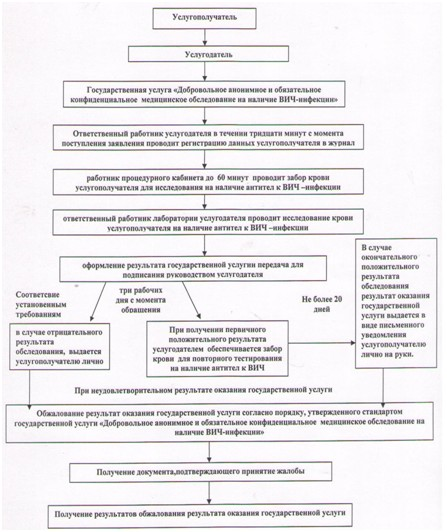 Услугополучатель
Услугодатель
Государственная услуга «Добровольное анонимное и обязательное
конфиденциальное медицинское обследование на наличие ВИЧ-инфекции»
Ответственный работник услугодателя в течении тридцати минут с момента
поступления заявления проводит регистрацию данных услугополучателя в журнал
работник процедурного кабинета до 60 минут проводит забор крови
услугополучателя для исследования на наличие антител к ВИЧ –инфекции
ответственный работник лаборатории услугодателя проводит исследование крови
услугополучателя на наличие антител к ВИЧ –инфекции
оформление результата государственной услугии передача для
подписания руководством услугодателя
Соответсвие
установленным
требованиям
три рабочих
дня с момента
обращения
Не более 20
дней
В случае
окончательного
положительного
результата
обследования
результат оказания
государственной
услуги выдается в
виде письменного
уведомления
услугополучателю
лично на руки.
в случае отрицательного
результата
обследования, выдается
услугополучателю лично
При получении первичного
положительного результата
услугодателем обеспечивается забор
крови для повторного тестирования
на наличие антител к ВИЧ
При неудовлетворительном результате оказания государственной услуги
Обжалование результат оказания государственной услуги согласно порядку, утвержденного стандартом
государственной услуги «Добровольное анонимное и обязательное конфиденциальное медицинское обследование на
наличие ВИЧ-инфекции»
Получение документа,подтверждающего принятие жалобы
Получение результатов обжалования результата оказания государственной услуги